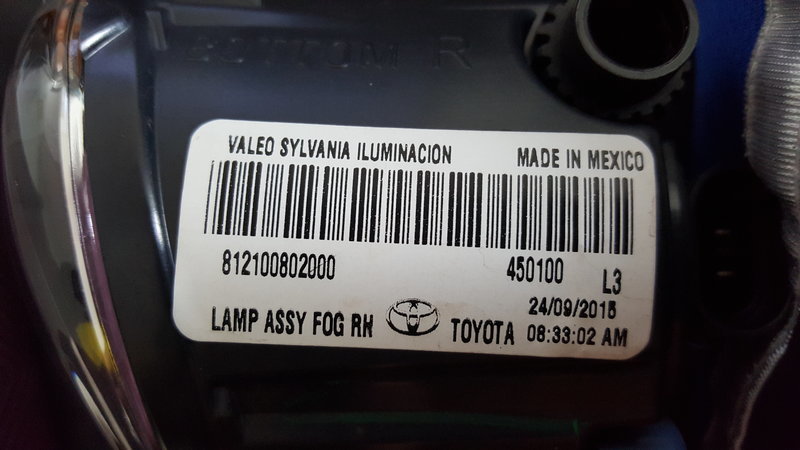 BOTTOM R
VALEO SYLVANIA ILUMINACION MADE IN MEXICO
812100802000 450100 L3
24/09/2015
LAMP ASSY FOG RH TOYOTA 08:33:02 AM